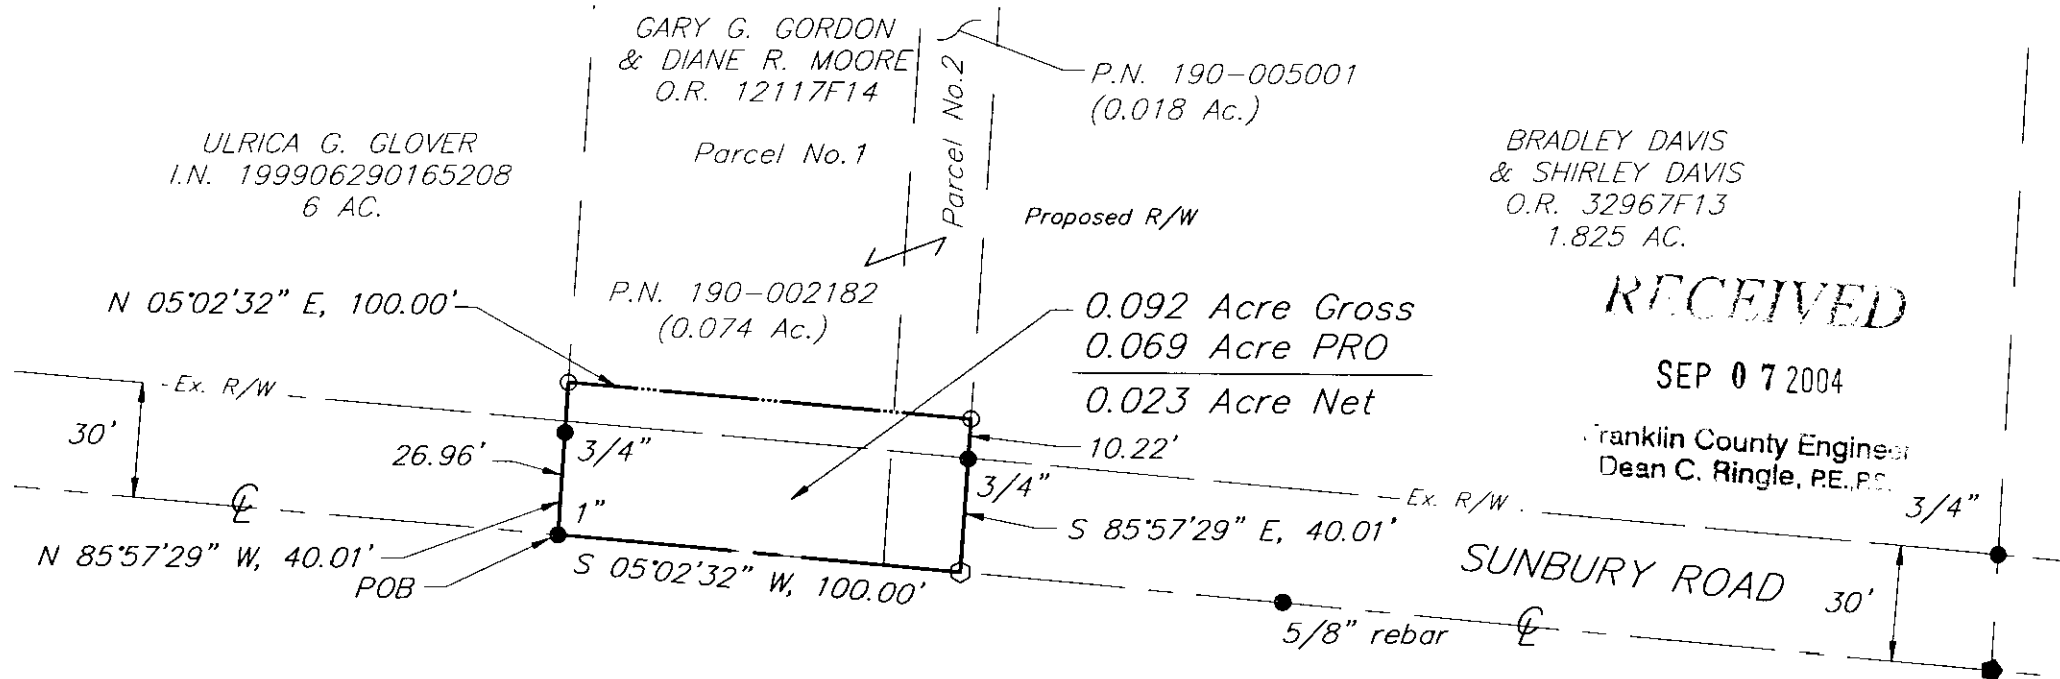 GARY G. GORDON
& DIANE R. MOORE
O.R. 12117F14
Parcel No.1
Parcel No.2
P.N. 190-005001
(0.018 Ac.)
ULRICA G. GLOVER
I.N. 199906290165208
6 AC.
BRADLEY DAVIS
& SHIRLEY DAVIS
O.R. 32967F13
1.825 AC.
Proposed R/W
N 05°02'32" E, 100.00'
P.N. 190-002182
(0.074 Ac.)
0.092 Acre Gross
0.069 Acre PRO
0.023 Acre Net
RECEIVED
SEP 07 2004
Franklin County Engineer
Dean C. Ringle, P.E., P.S.
Ex. R/W
30'
26.96'
3/4"
1"
10.22'
3/4"
Ex. R/W
3/4"
N 85°57'29" W, 40.01'
S 85°57'29" E, 40.01'
POB
S 05°02'32" W, 100.00'
SUNBURY ROAD
30'
5/8" rebar